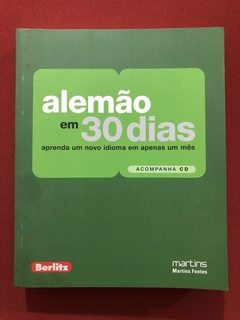 alemão
em 30 dias
aprenda um novo idioma em apenas um mês
ACOMPANHA CD
Berlitz
martins
Martins Fontes